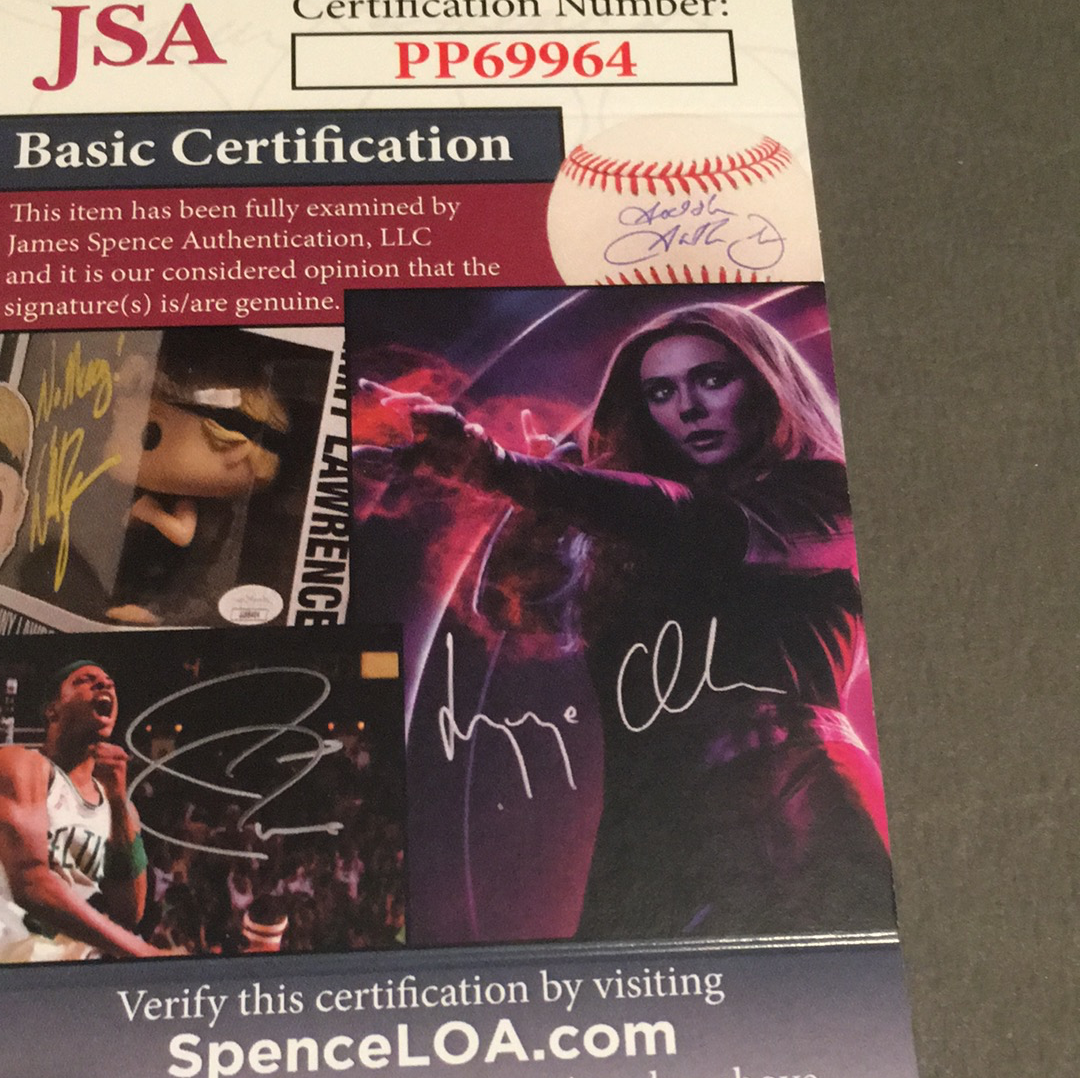 Certification Number:
JSA
PP69964
Basic Certification
This item has been fully examined by
James Spence Authentication, LLC
and it is our considered opinion that the
signature(s) is/are genuine.
LAWRENCE
CELTI
Verify this certification by visiting
SpenceLOA.com